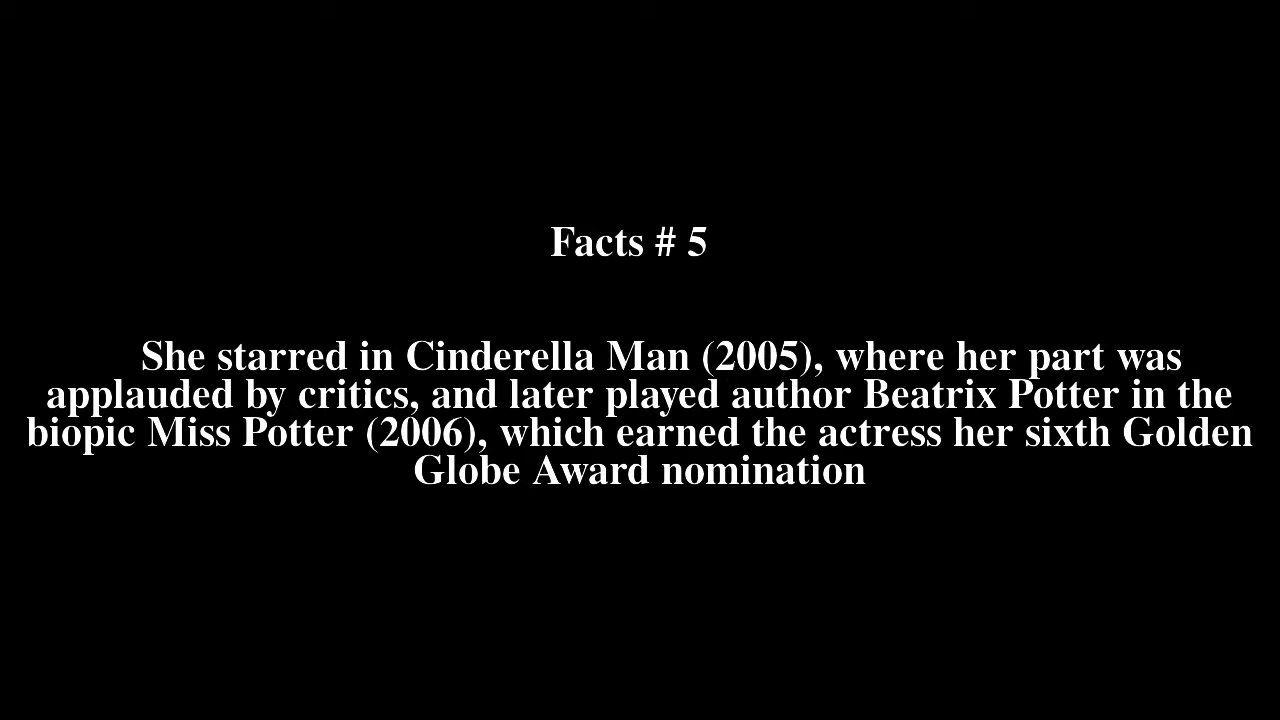 Facts # 5
She starred in Cinderella Man (2005), where her part was
applauded by critics, and later played author Beatrix Potter in the
biopic Miss Potter (2006), which earned the actress her sixth Golden
Globe Award nomination